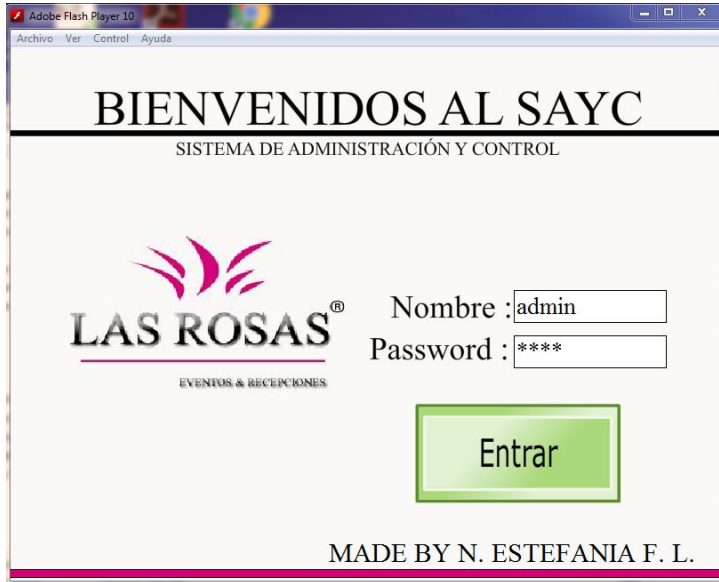 Adobe Flash Player 10
Archivo Ver Control Ayuda
BIENVENIDOS AL SAYC
SISTEMA DE ADMINISTRACIÓN Y CONTROL
LAS ROSAS®
EVENTOS & RECEPCIONES
Nombre : admin
Password : ****
Entrar
MADE BY N. ESTEFANIA F. L.